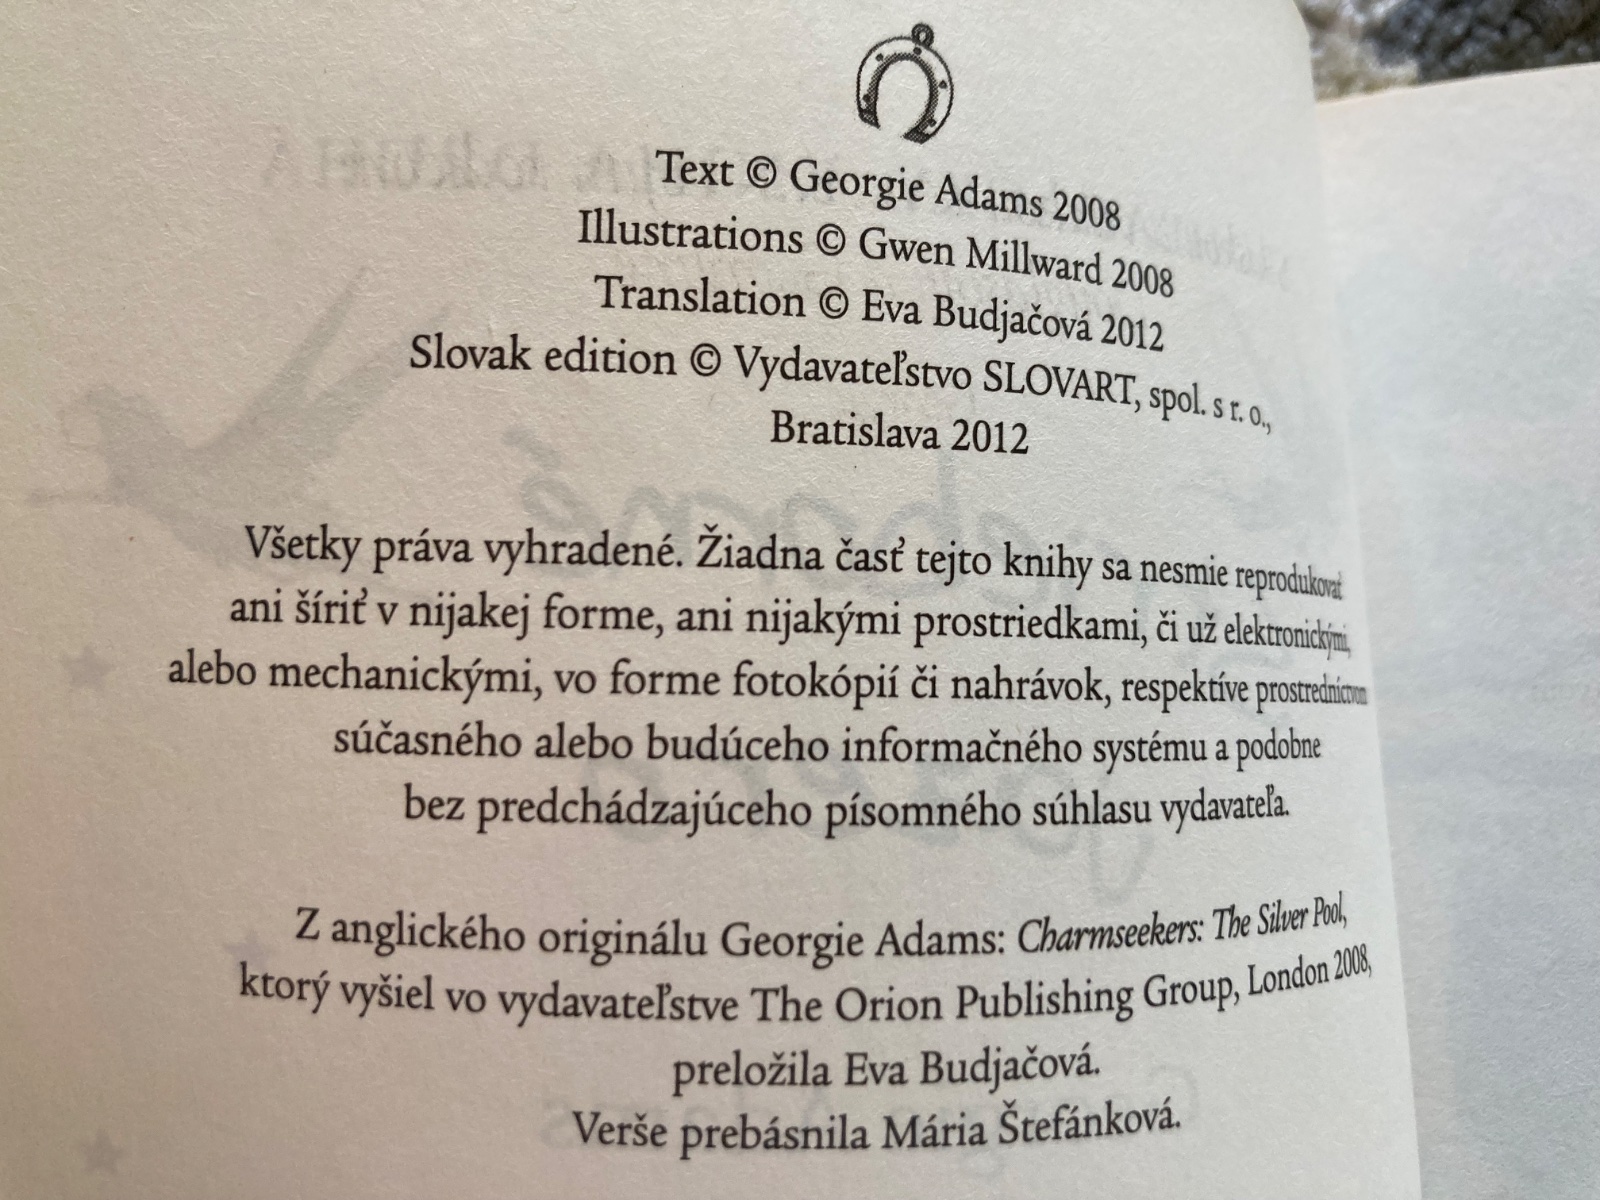 Text © Georgie Adams 2008
Illustrations © Gwen Millward 2008
Translation © Eva Budjačová 2012
Slovak edition © Vydavateľstvo SLOVART, spol. s r. o.,
Bratislava 2012
Všetky práva vyhradené. Žiadna časť tejto knihy sa nesmie reprodukovať
ani šíriť v nijakej forme, ani nijakými prostriedkami, či už elektronickými,
alebo mechanickými, vo forme fotokópií či nahrávok, respektíve prostredníctvom
súčasného alebo budúceho informačného systému a podobne
bez predchádzajúceho písomného súhlasu vydavateľa.
Z anglického originálu Georgie Adams: Charmseekers: The Silver Pool,
ktorý vyšiel vo vydavateľstve The Orion Publishing Group, London 2008,
preložila Eva Budjačová.
Verše prebásnila Mária Štefánková.